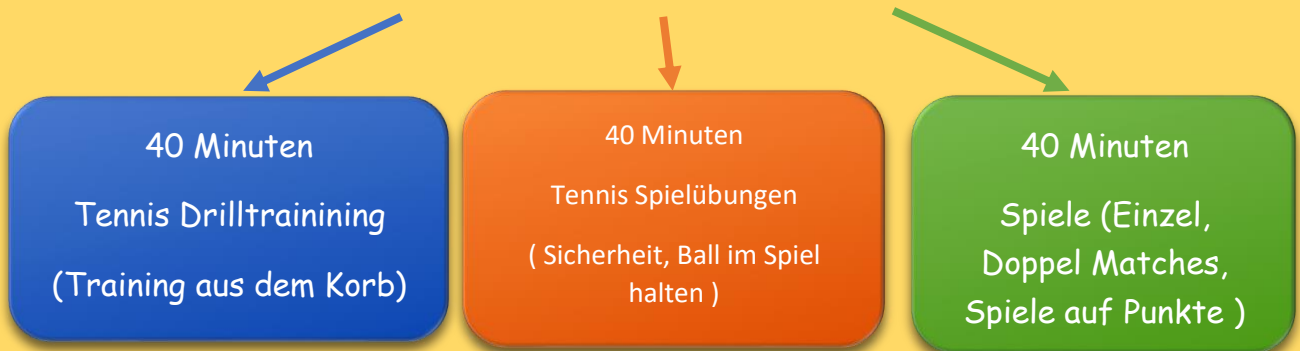 40 Minuten
Tennis Drilltrainining
(Training aus dem Korb)
40 Minuten
Tennis Spielübungen
( Sicherheit, Ball im Spiel
halten )
40 Minuten
Spiele (Einzel,
Doppel Matches,
Spiele auf Punkte )